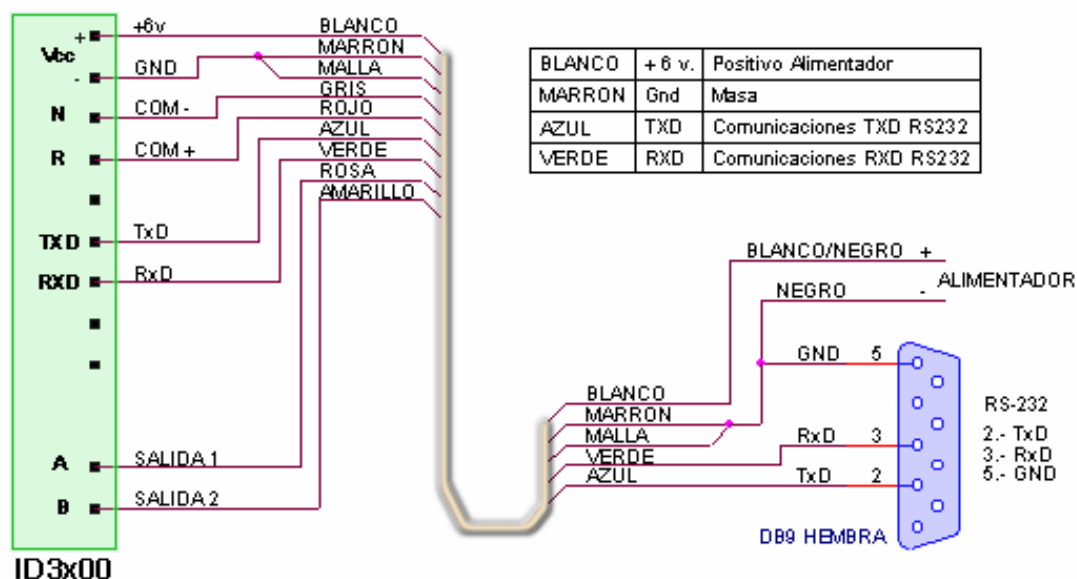 +6v
BLANCO
MARRON
MALLA
GRIS
ROJO
AZUL
VERDE
ROSA
AMARILLO
+
Vcc
-
GND
N
COM -
R
COM +
TXD
TxD
RXD
RxD
A
SALIDA 1
B
SALIDA 2
ID3x00
BLANCO + 6 v. Positivo Alimentador
MARRON Gnd Masa
AZUL TXD Comunicaciones TXD RS232
VERDE RXD Comunicaciones RXD RS232
BLANCO/NEGRO +
ALIMENTADOR
NEGRO -
GND 5
BLANCO
MARRON
MALLA
VERDE
AZUL
RxD 3
TxD 2
RS-232
2.- TxD
3.- RxD
5.- GND
DB9 HEMBRA